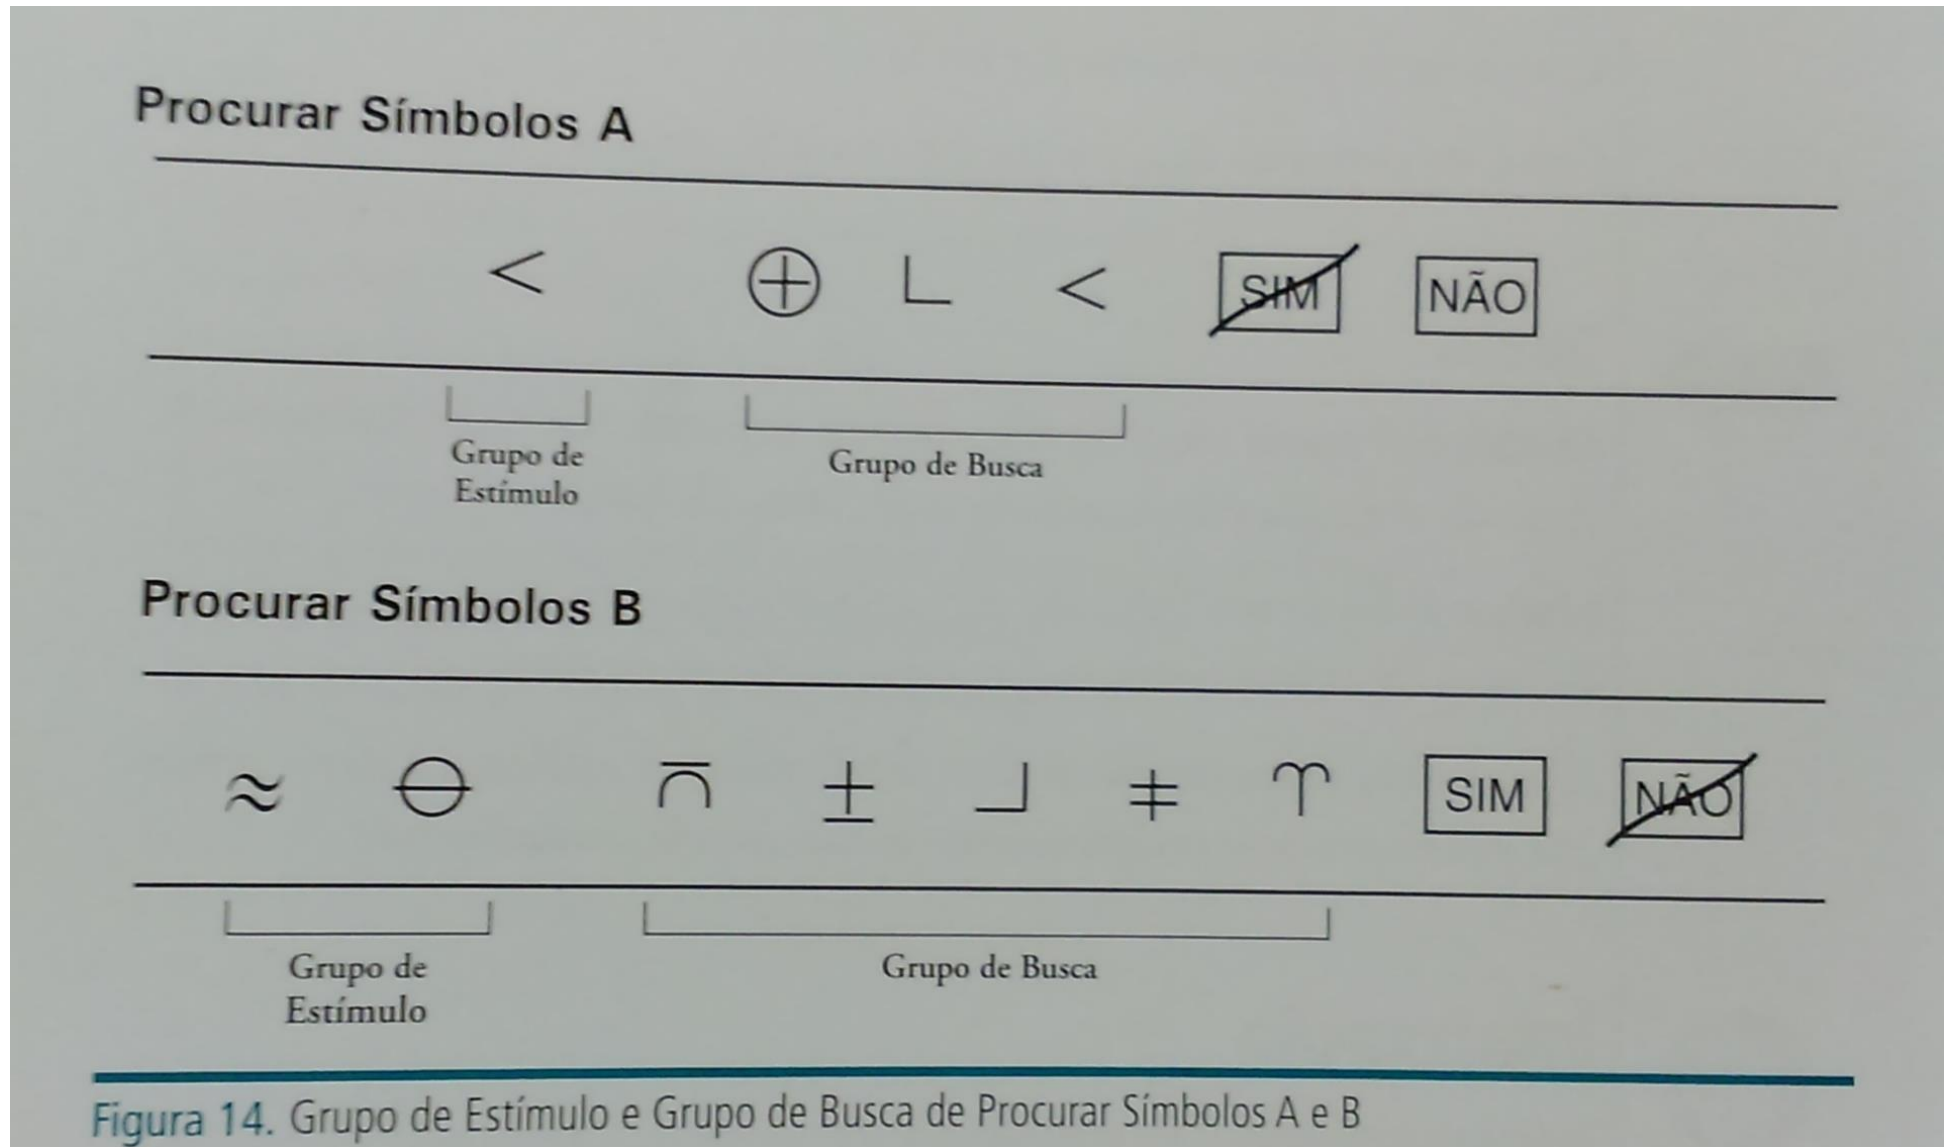 Procurar Símbolos A
< ⊕ ∟ < SIM NÃO
Grupo de
Estímulo
Grupo de Busca
Procurar Símbolos B
≈ ⊖ ⩃ ± ┘ ǂ ♈︎ SIM NÃO
Grupo de
Estímulo
Grupo de Busca
Figura 14. Grupo de Estímulo e Grupo de Busca de Procurar Símbolos A e B